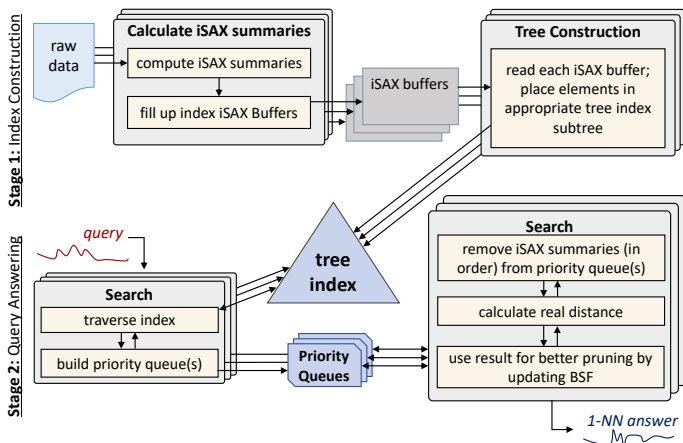 Stage 1: Index Construction
raw
data
Calculate iSAX summaries
compute iSAX summaries
fill up index iSAX Buffers
iSAX buffers
Tree Construction
read each iSAX buffer;
place elements in
appropriate tree index
subtree
Stage 2: Query Answering
query
Search
traverse index
build priority queue(s)
tree
index
Priority
Queues
Search
remove iSAX summaries (in
order) from priority queue(s)
calculate real distance
use result for better pruning by
updating BSF
1-NN answer